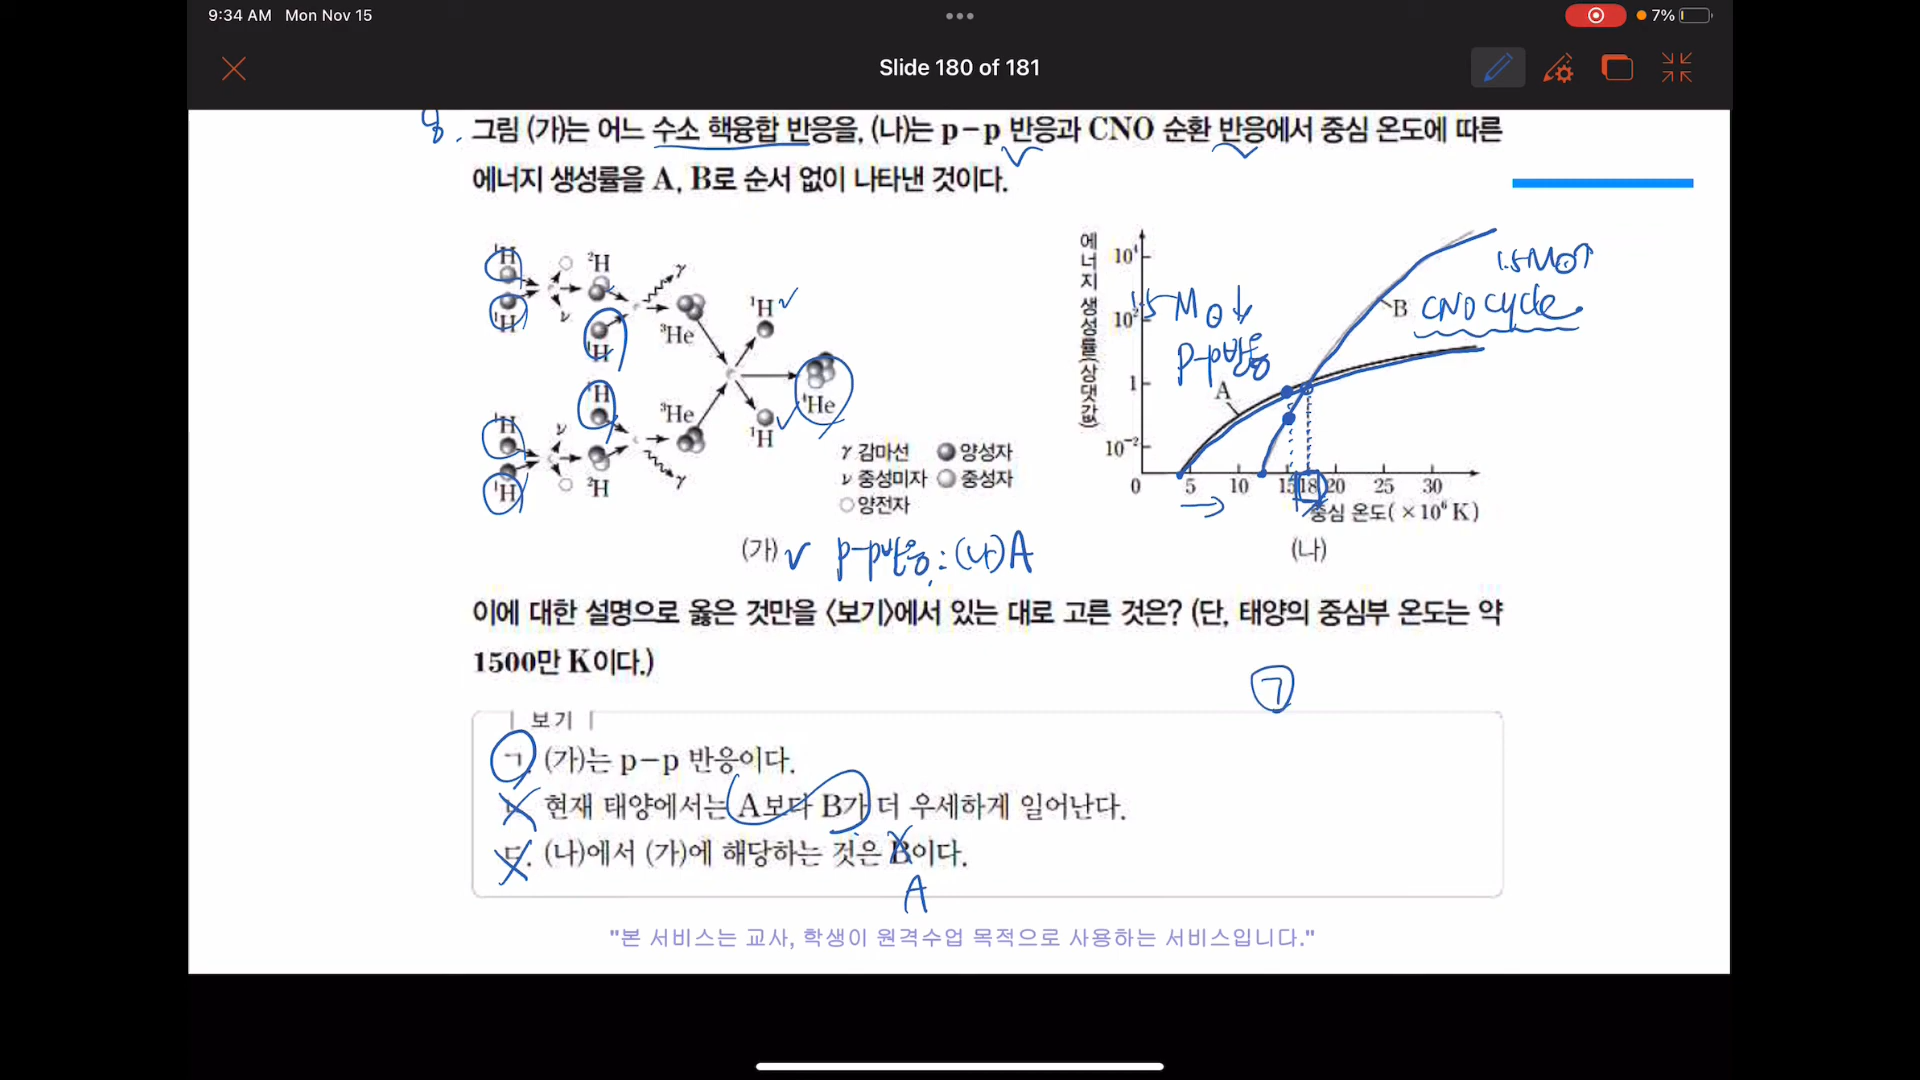 9:34 AM Mon Nov 15
7%
Slide 180 of 181
8. 그림 (가)는 어느 수소 핵융합 반응을, (나)는 p-p 반응과 CNO 순환 반응에서 중심 온도에 따른
에너지 생성률을 A, B로 순서 없이 나타낸 것이다.
¹H
¹H
ν
²H
¹H
γ
³He
¹H
⁴He
¹H
¹H
¹H
ν
¹H
²H
³He
γ
γ 감마선 양성자
ν 중성미자 중성자
양전자
(가) p-p반응 : (나) A
에너지 생성률(상댓값)
10⁴
10²
1
10⁻²
1.5M⊙↓
p-p반응
A
B
1.5M⊙↑
CNO cycle
0 5 10 15 18 20 25 30
중심 온도(×10⁶ K)
(나)
이에 대한 설명으로 옳은 것만을 〈보기〉에서 있는 대로 고른 것은? (단, 태양의 중심부 온도는 약
1500만 K이다.)
ㄱ
보기
ㄱ. (가)는 p-p 반응이다.
ㄴ. 현재 태양에서는 A보다 B가 더 우세하게 일어난다.
ㄷ. (나)에서 (가)에 해당하는 것은 B이다.
A
"본 서비스는 교사, 학생이 원격수업 목적으로 사용하는 서비스입니다."